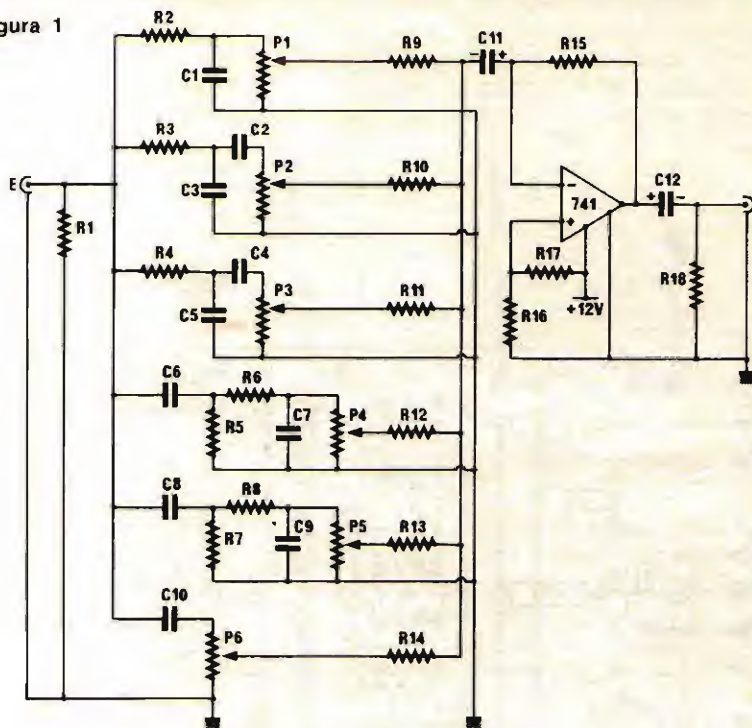 gura 1
R2
P1
C1
R9
C11
- +
R15
R3
C2
P2
C3
R10
E
R1
741
-
+
C12
+ -
R17
R16
+12V
R18
R4
C4
P3
C5
R11
C6
R6
R5
C7
P4
R12
C8
R8
R7
C9
P5
R13
C10
P6
R14